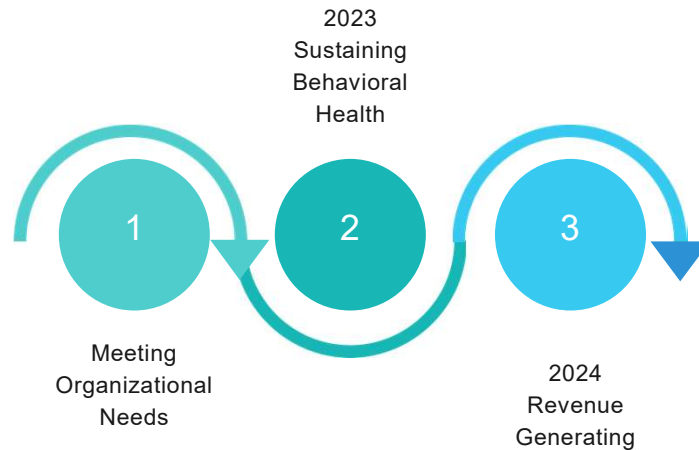 1
Meeting
Organizational
Needs
2023
Sustaining
Behavioral
Health
2
3
2024
Revenue
Generating